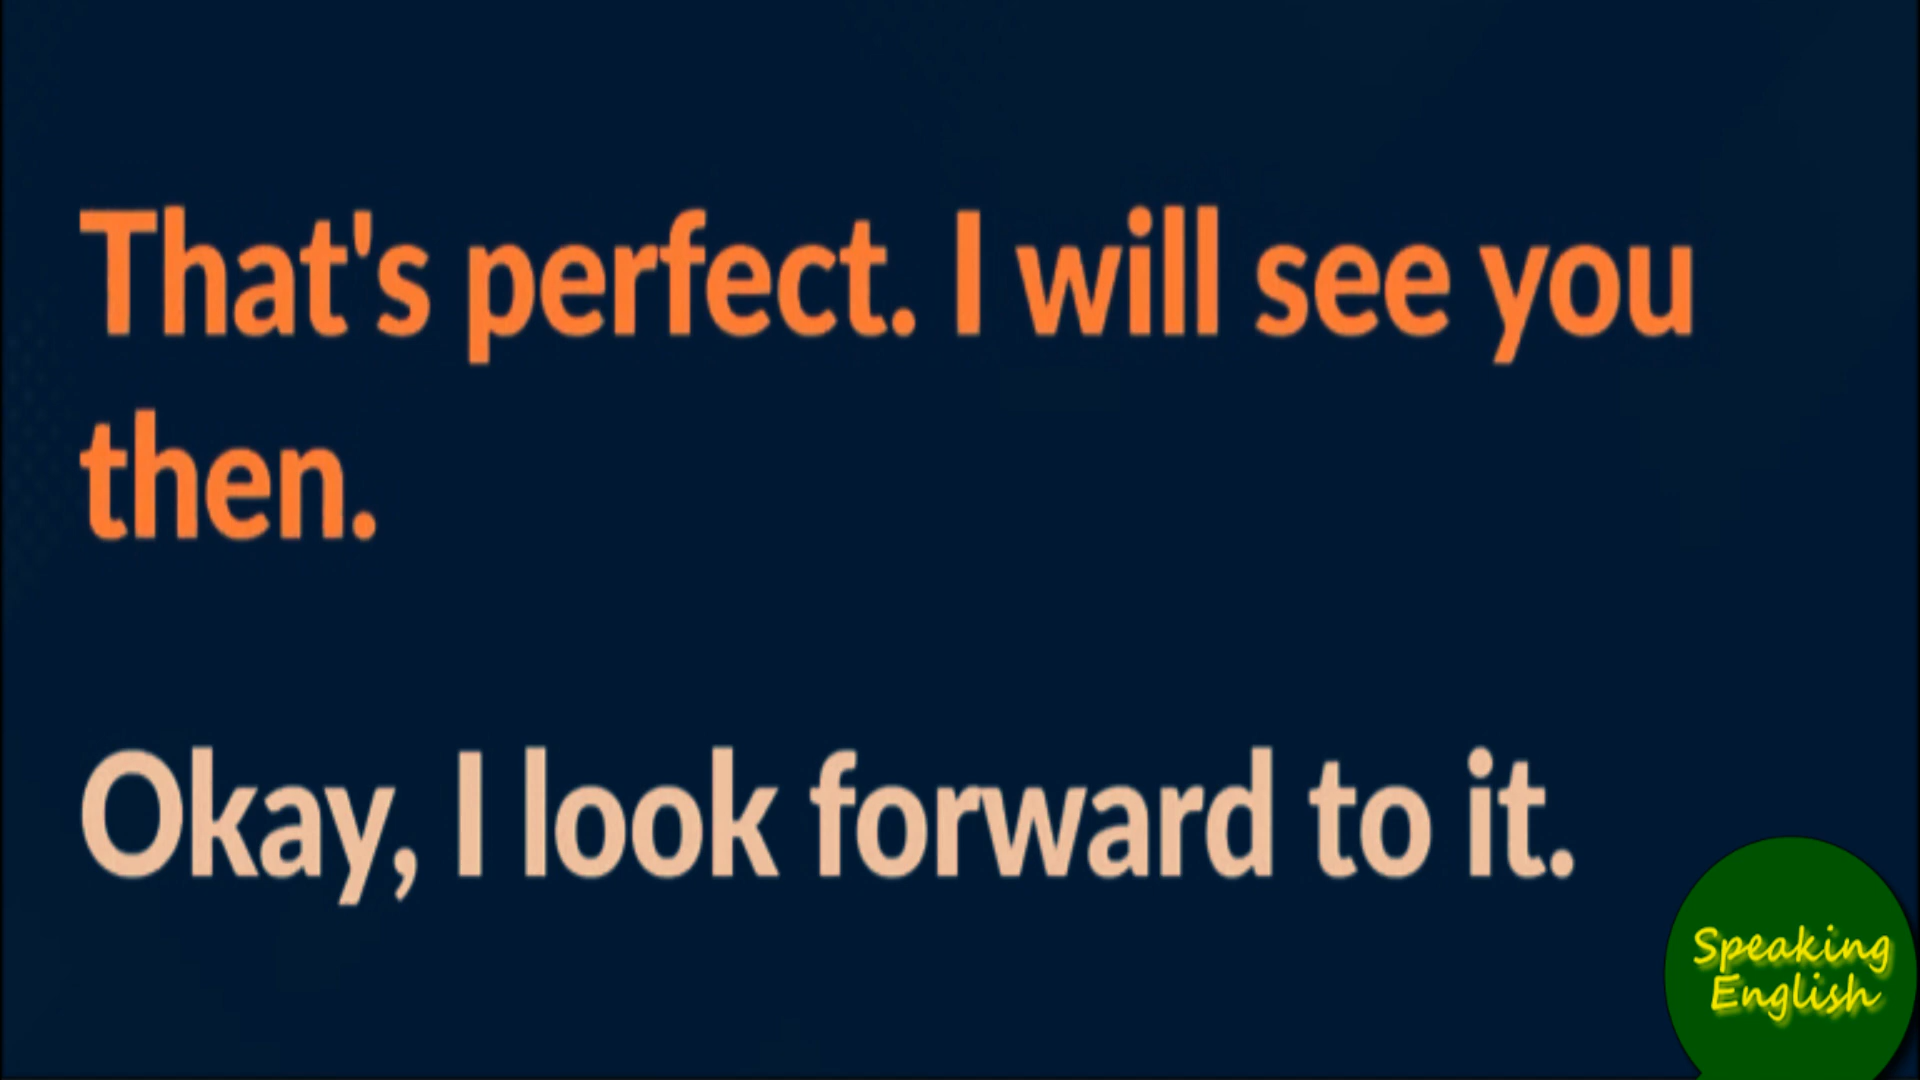 That's perfect. I will see you
then.
Okay, I look forward to it.
Speaking
English